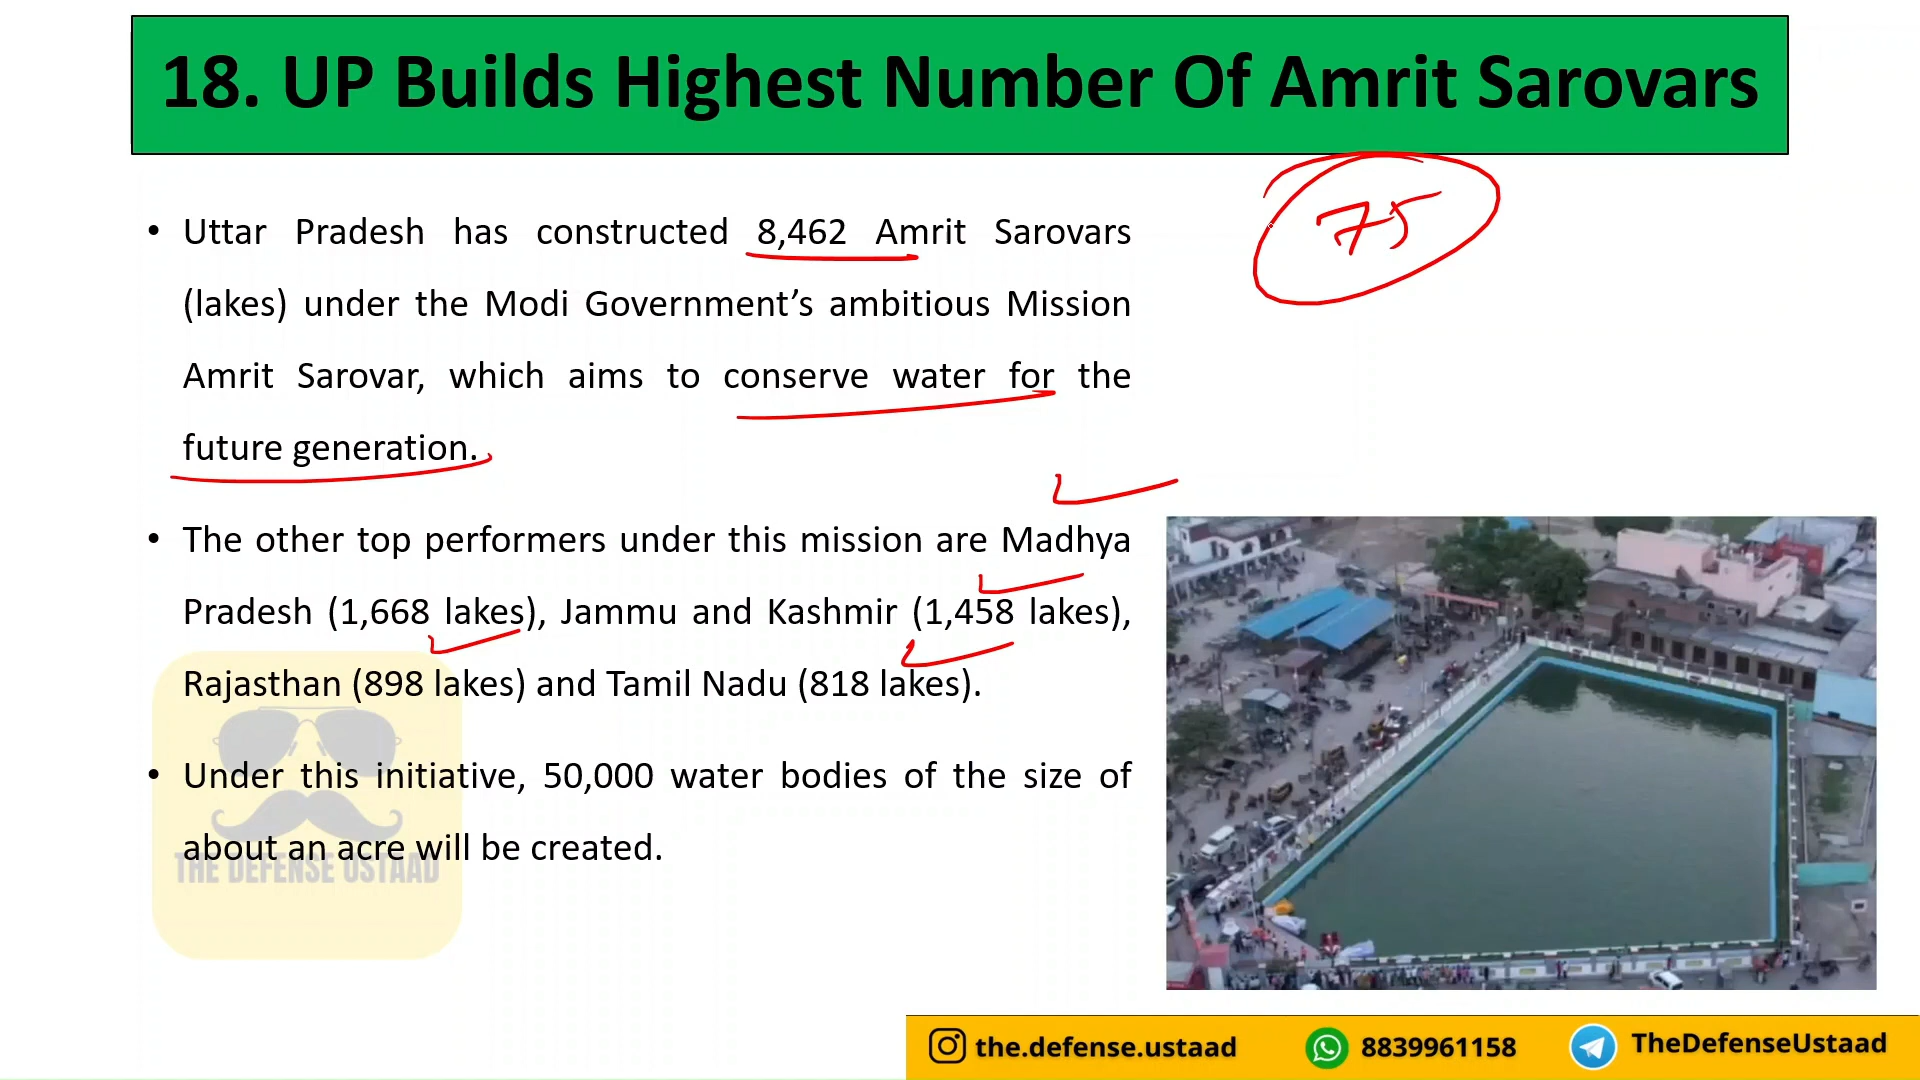 18. UP Builds Highest Number Of Amrit Sarovars
75
• Uttar Pradesh has constructed 8,462 Amrit Sarovars
(lakes) under the Modi Government’s ambitious Mission
Amrit Sarovar, which aims to conserve water for the
future generation.
• The other top performers under this mission are Madhya
Pradesh (1,668 lakes), Jammu and Kashmir (1,458 lakes),
Rajasthan (898 lakes) and Tamil Nadu (818 lakes).
• Under this initiative, 50,000 water bodies of the size of
about an acre will be created.
THE DEFENSE USTAAD
the.defense.ustaad 8839961158 TheDefenseUstaad